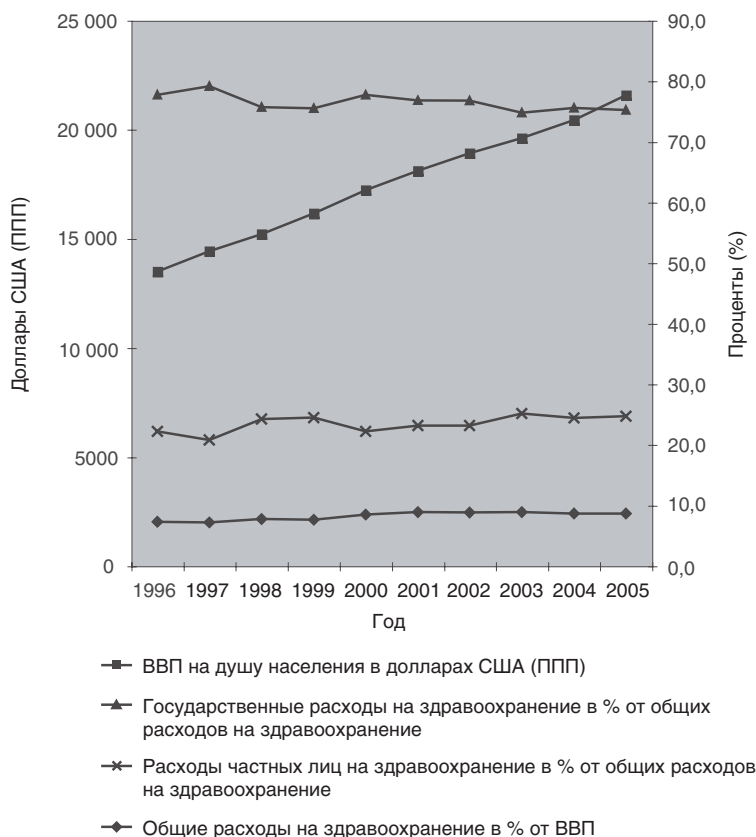 25 000
20 000
15 000
10 000
5000
0
Доллары США (ППП)
90,0
80,0
70,0
60,0
50,0
40,0
30,0
20,0
10,0
0,0
Проценты (%)
1996 1997 1998 1999 2000 2001 2002 2003 2004 2005
Год
ВВП на душу населения в долларах США (ППП)
Государственные расходы на здравоохранение в % от общих
расходов на здравоохранение
Расходы частных лиц на здравоохранение в % от общих расходов
на здравоохранение
Общие расходы на здравоохранение в % от ВВП